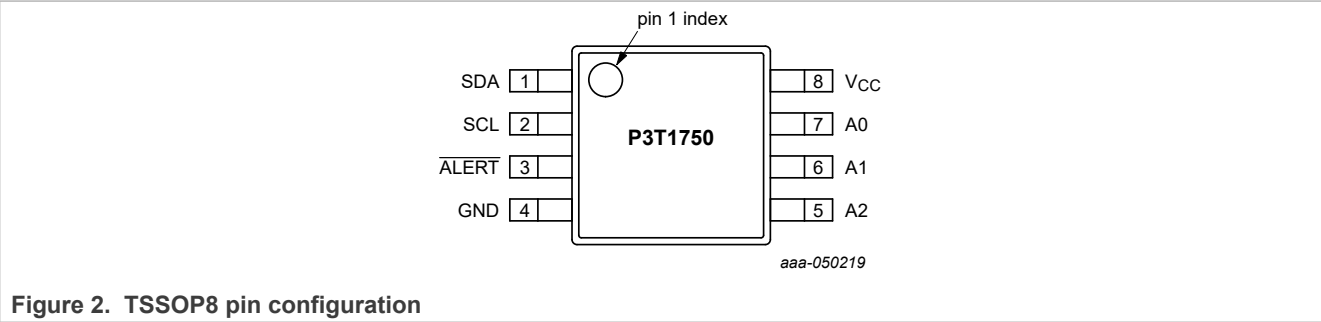 pin 1 index
SDA 1 8 VCC
SCL 2 7 A0
P3T1750
ALERT 3 6 A1
GND 4 5 A2
aaa-050219
Figure 2. TSSOP8 pin configuration